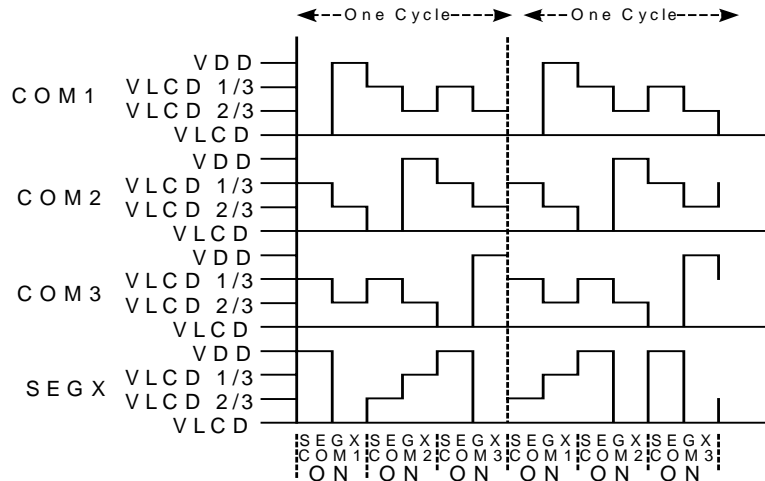 One Cycle One Cycle
COM1
VDD
VLCD 1/3
VLCD 2/3
VLCD
COM2
VDD
VLCD 1/3
VLCD 2/3
VLCD
COM3
VDD
VLCD 1/3
VLCD 2/3
VLCD
SEGX
VDD
VLCD 1/3
VLCD 2/3
VLCD
SEGX SEGX SEGX SEGX SEGX SEGX
COM1 COM2 COM3 COM1 COM2 COM3
ON ON ON ON ON ON